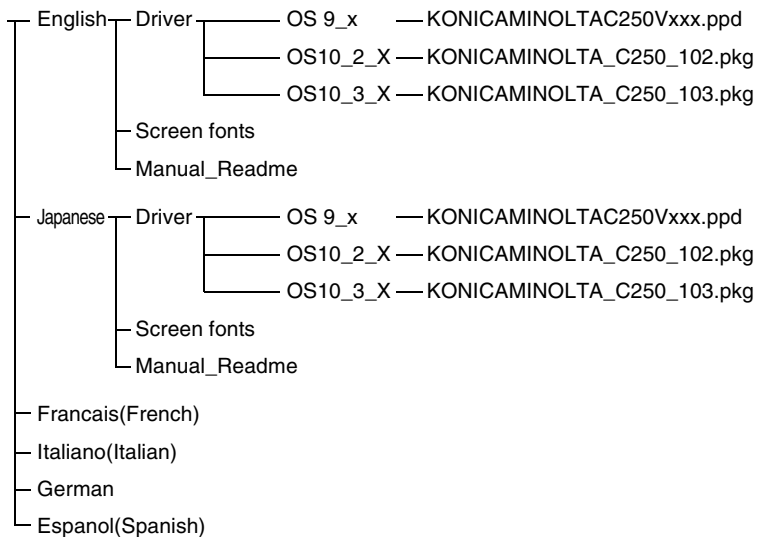 English Driver OS 9_x KONICAMINOLTAC250Vxxx.ppd
OS10_2_X KONICAMINOLTA_C250_102.pkg
OS10_3_X KONICAMINOLTA_C250_103.pkg
Screen fonts
Manual_Readme
Japanese Driver OS 9_x KONICAMINOLTAC250Vxxx.ppd
OS10_2_X KONICAMINOLTA_C250_102.pkg
OS10_3_X KONICAMINOLTA_C250_103.pkg
Screen fonts
Manual_Readme
Francais(French)
Italiano(Italian)
German
Espanol(Spanish)